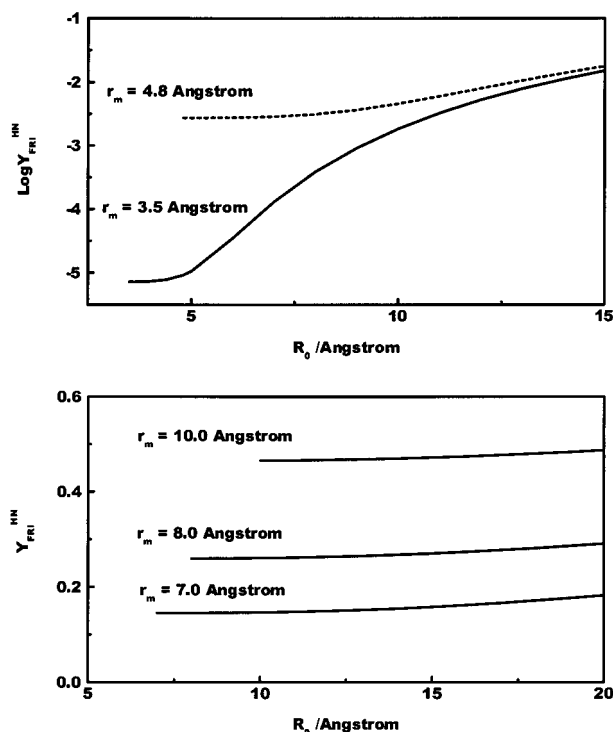 -1
-2
-3
-4
-5
LogY_FRI^HN
r_m = 4.8 Angstrom
r_m = 3.5 Angstrom
5 10 15
R_0 /Angstrom
0.6
0.4
0.2
0.0
Y_FRI^HN
r_m = 10.0 Angstrom
r_m = 8.0 Angstrom
r_m = 7.0 Angstrom
5 10 15 20
R_0 /Angstrom